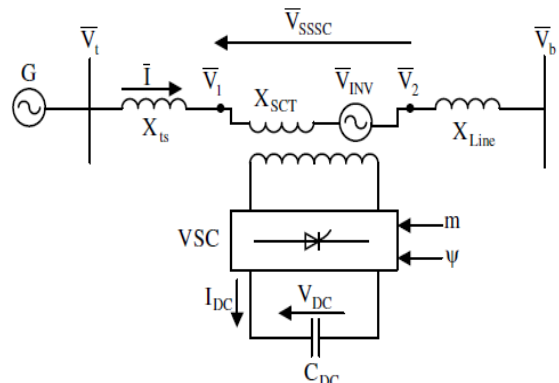 V̅SSSC
V̅t
V̅b
G
I̅
V̅1
XSCT
V̅INV
V̅2
Xts
XLine
VSC
m
ψ
IDC
VDC
CDC